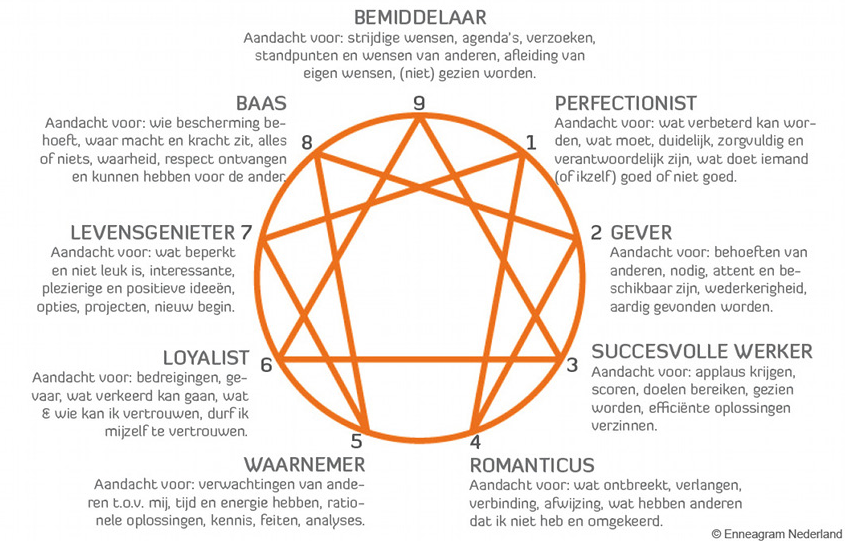 BEMIDDELAAR
Aandacht voor: strijdige wensen, agenda's, verzoeken,
standpunten en wensen van anderen, afleiding van
eigen wensen, (niet) gezien worden.
9
BAAS
Aandacht voor: wie bescherming be-
hoeft, waar macht en kracht zit, alles
of niets, waarheid, respect ontvangen
en kunnen hebben voor de ander.
8
PERFECTIONIST
Aandacht voor: wat verbeterd kan wor-
den, wat moet, duidelijk, zorgvuldig en
verantwoordelijk zijn, wat doet iemand
(of ikzelf) goed of niet goed.
1
LEVENSGENIETER 7
Aandacht voor: wat beperkt
en niet leuk is, interessante,
plezierige en positieve ideeën,
opties, projecten, nieuw begin.
2 GEVER
Aandacht voor: behoeften van
anderen, nodig, attent en be-
schikbaar zijn, wederkerigheid,
aardig gevonden worden.
LOYALIST
6
Aandacht voor: bedreigingen, ge-
vaar, wat verkeerd kan gaan, wat
& wie kan ik vertrouwen, durf ik
mijzelf te vertrouwen.
SUCCESVOLLE WERKER
3
Aandacht voor: applaus krijgen,
scoren, doelen bereiken, gezien
worden, efficiënte oplossingen
verzinnen.
5
WAARNEMER
Aandacht voor: verwachtingen van ande-
ren t.o.v. mij, tijd en energie hebben, ratio-
nele oplossingen, kennis, feiten, analyses.
4
ROMANTICUS
Aandacht voor: wat ontbreekt, verlangen,
verbinding, afwijzing, wat hebben anderen
dat ik niet heb en omgekeerd.
© Enneagram Nederland